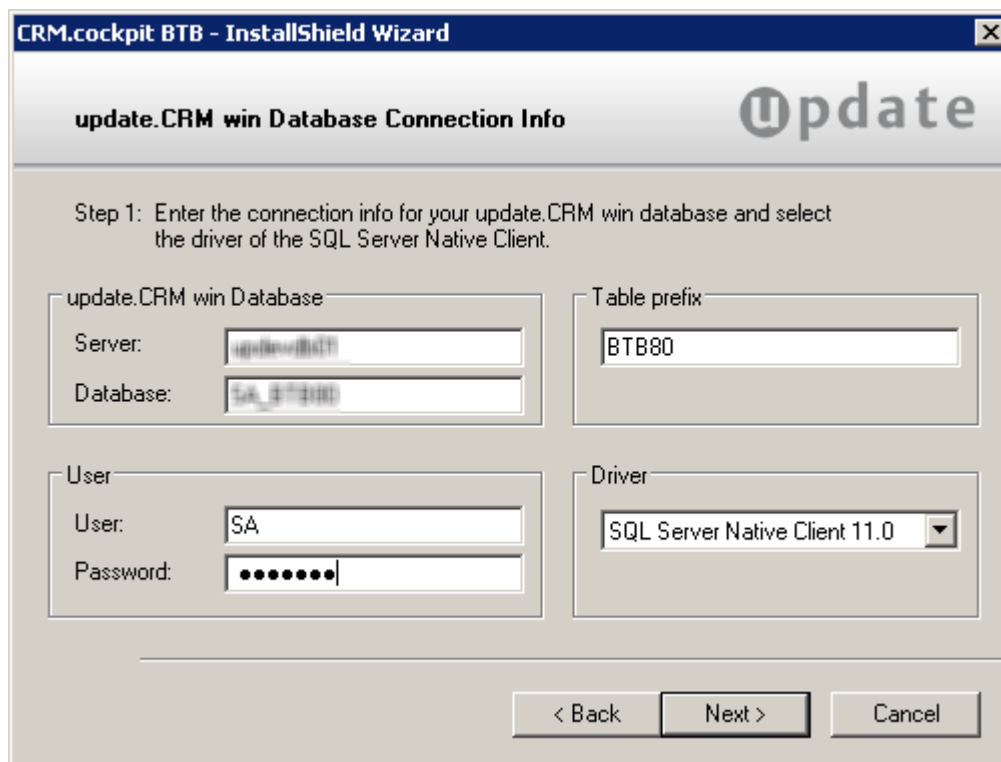 CRM.cockpit BTB - InstallShield Wizard
update.CRM win Database Connection Info
update
Step 1: Enter the connection info for your update.CRM win database and select
the driver of the SQL Server Native Client.
update.CRM win Database
Server:
Database:
Table prefix
BTB80
User
User: SA
Password: ●●●●●●●
Driver
SQL Server Native Client 11.0
< Back
Next >
Cancel